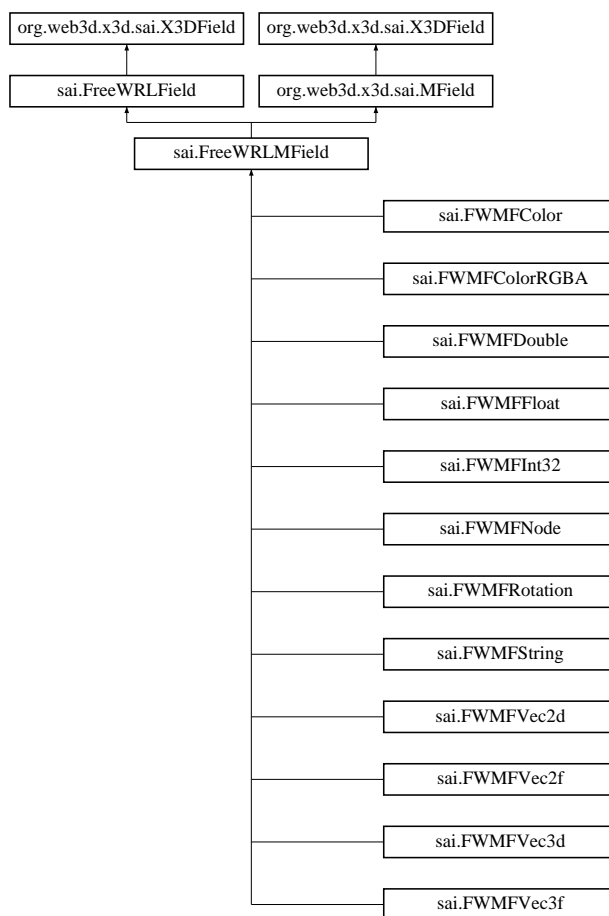 org.web3d.x3d.sai.X3DField
org.web3d.x3d.sai.X3DField
sai.FreeWRLField
org.web3d.x3d.sai.MField
sai.FreeWRLMField
sai.FWMFColor
sai.FWMFColorRGBA
sai.FWMFDouble
sai.FWMFFloat
sai.FWMFInt32
sai.FWMFNode
sai.FWMFRotation
sai.FWMFString
sai.FWMFVec2d
sai.FWMFVec2f
sai.FWMFVec3d
sai.FWMFVec3f